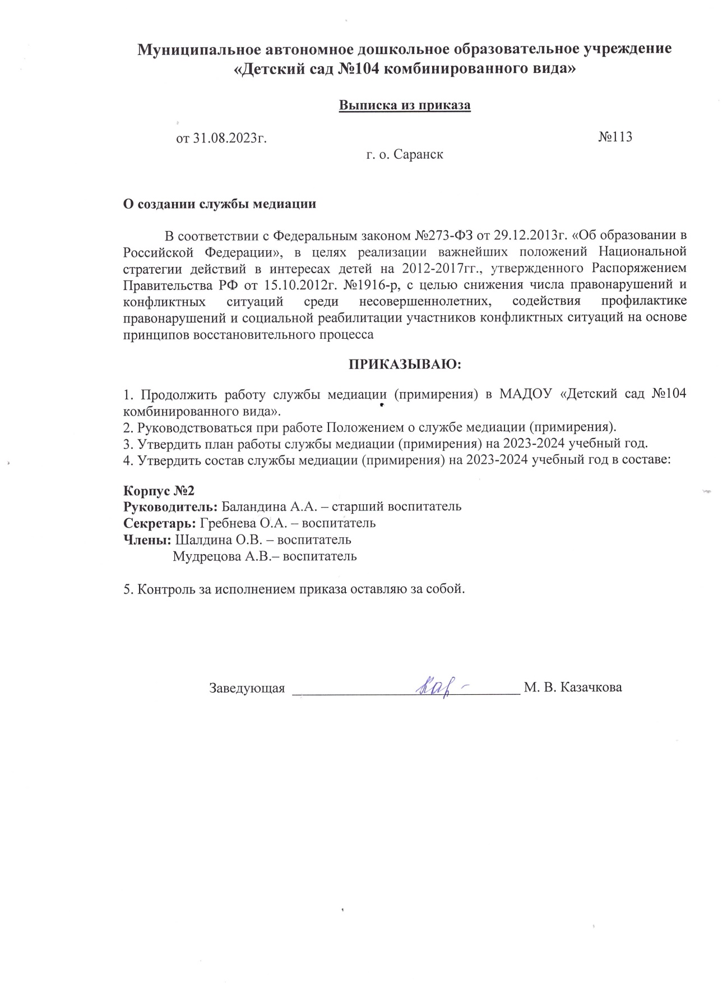 Муниципальное автономное дошкольное образовательное учреждение
«Детский сад №104 комбинированного вида»
Выписка из приказа
от 31.08.2023г. №113
г. о. Саранск
О создании службы медиации
В соответствии с Федеральным законом №273-ФЗ от 29.12.2013г. «Об образовании в
Российской Федерации», в целях реализации важнейших положений Национальной
стратегии действий в интересах детей на 2012-2017гг., утвержденного Распоряжением
Правительства РФ от 15.10.2012г. №1916-р, с целью снижения числа правонарушений и
конфликтных ситуаций среди несовершеннолетних, содействия профилактике
правонарушений и социальной реабилитации участников конфликтных ситуаций на основе
принципов восстановительного процесса
ПРИКАЗЫВАЮ:
1. Продолжить работу службы медиации (примирения) в МАДОУ «Детский сад №104
комбинированного вида».
2. Руководствоваться при работе Положением о службе медиации (примирения).
3. Утвердить план работы службы медиации (примирения) на 2023-2024 учебный год.
4. Утвердить состав службы медиации (примирения) на 2023-2024 учебный год в составе:
Корпус №2
Руководитель: Баландина А.А. – старший воспитатель
Секретарь: Гребнева О.А. – воспитатель
Члены: Шалдина О.В. – воспитатель
Мудрецова А.В.– воспитатель
5. Контроль за исполнением приказа оставляю за собой.
Заведующая М. В. Казачкова